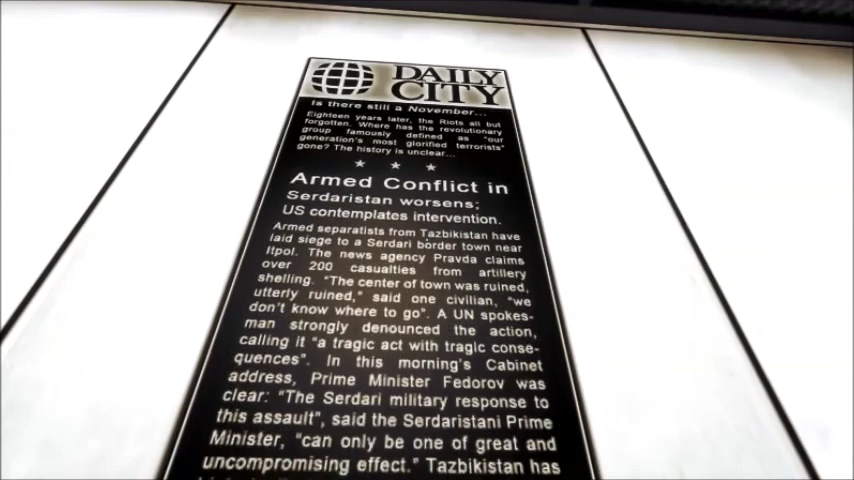 DAILY
CITY
Is there still a November...
Eighteen years later, the Riots all but
forgotten. Where has the revolutionary
group famously defined as "our
generation's most glorified terrorists"
gone? The history is unclear...
Armed Conflict in
Serdaristan worsens;
US contemplates intervention.
Armed separatists from Tazbikistan have
laid siege to a Serdari border town near
Itpol. The news agency Pravda claims
over 200 casualties from artillery
shelling. "The center of town was ruined,
utterly ruined," said one civilian, "we
don't know where to go". A UN spokes-
man strongly denounced the action,
calling it "a tragic act with tragic conse-
quences". In this morning's Cabinet
address, Prime Minister Fedorov was
clear: "The Serdari military response to
this assault", said the Serdaristani Prime
Minister, "can only be one of great and
uncompromising effect." Tazbikistan has